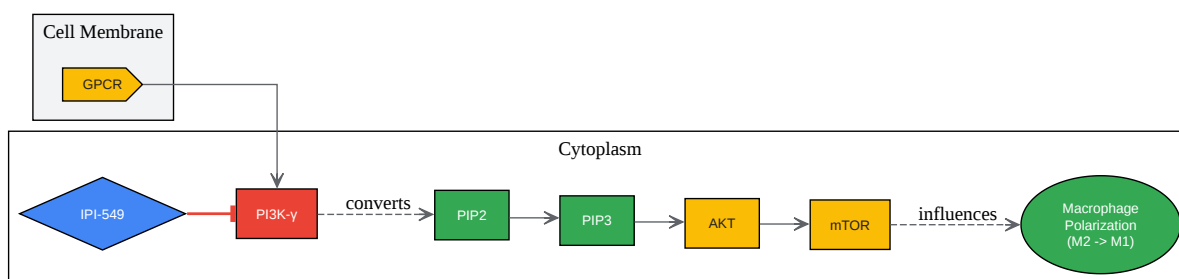 Cell Membrane
GPCR
Cytoplasm
IPI-549
PI3K-γ
converts
PIP2
PIP3
AKT
mTOR
influences
Macrophage
Polarization
(M2 -> M1)